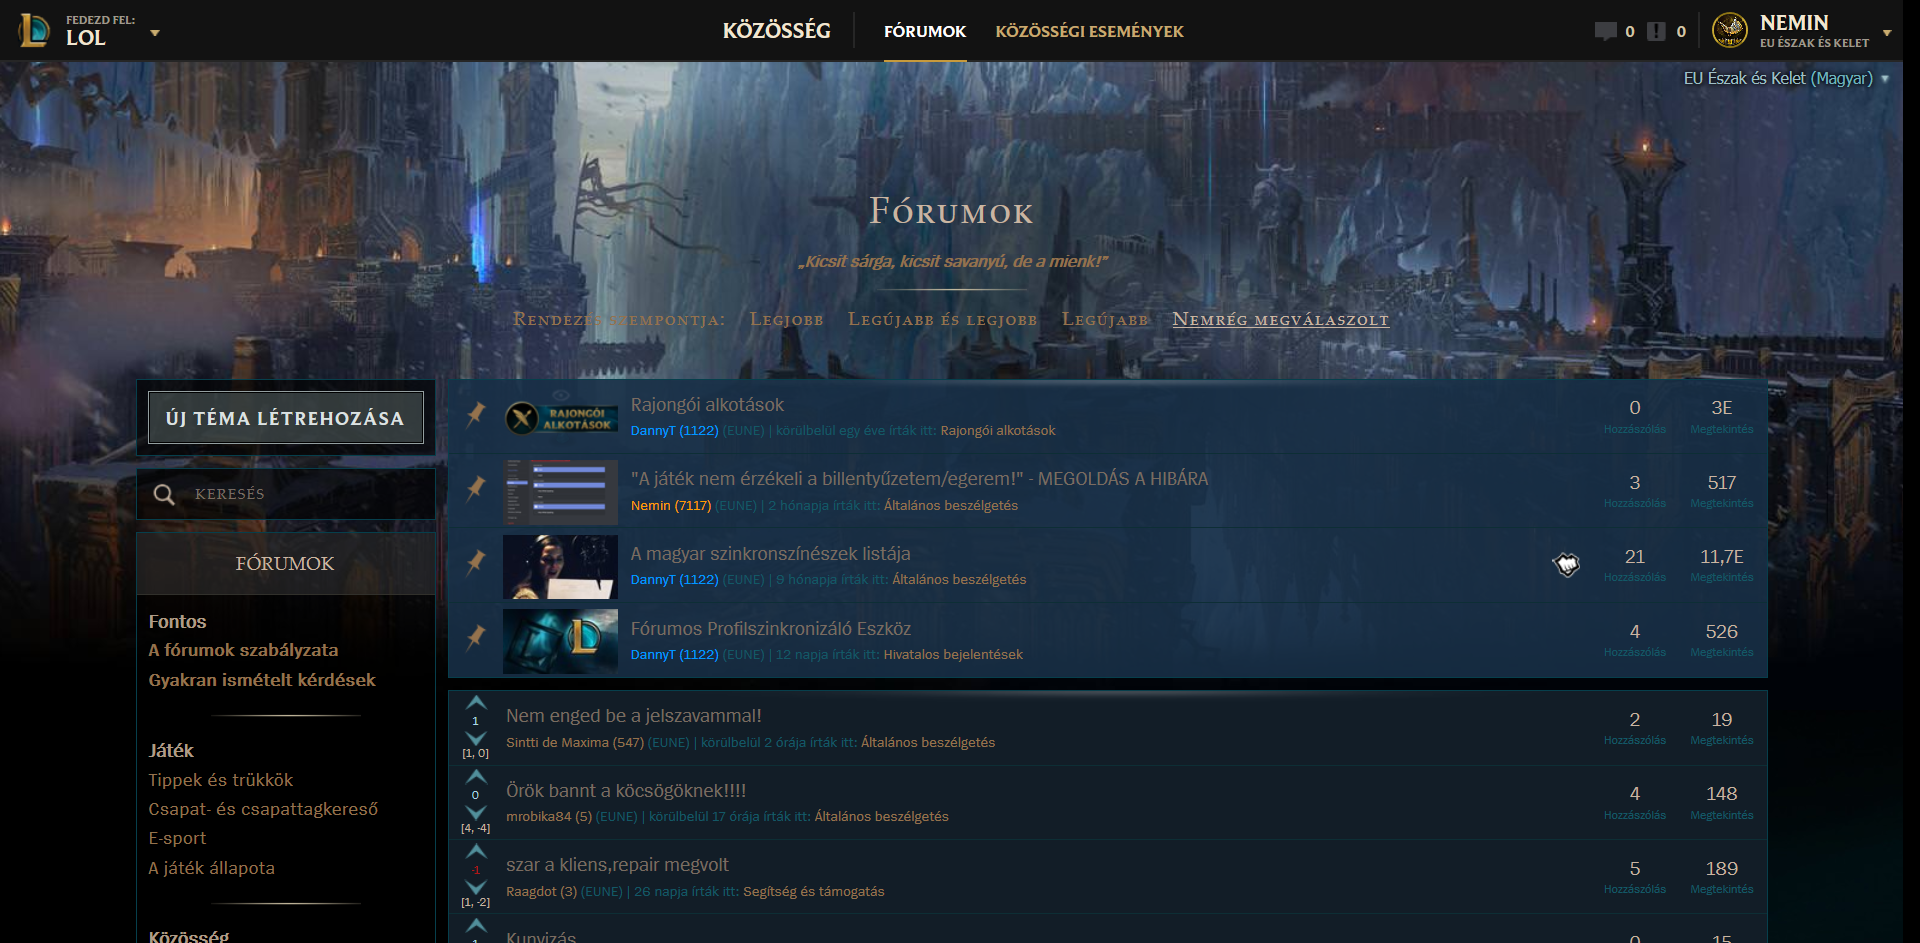 FEDEZD FEL:
LOL
KÖZÖSSÉG
FÓRUMOK
KÖZÖSSÉGI ESEMÉNYEK
0
0
NEMIN
EU ÉSZAK ÉS KELET
EU Észak és Kelet (Magyar)
FÓRUMOK
„Kicsit sárga, kicsit savanyú, de a mienk!”
RENDEZÉS SZEMPONTJA: LEGJOBB LEGÚJABB ÉS LEGJOBB LEGÚJABB NEMRÉG MEGVÁLASZOLT
ÚJ TÉMA LÉTREHOZÁSA
KERESÉS
FÓRUMOK
Fontos
A fórumok szabályzata
Gyakran ismételt kérdések
Játék
Tippek és trükkök
Csapat- és csapattagkereső
E-sport
A játék állapota
Közösség
RAJONGÓI
ALKOTÁSOK
Rajongói alkotások
DannyT (1122) (EUNE) | körülbelül egy éve írták itt: Rajongói alkotások
0 3E
Hozzászólás Megtekintés
"A játék nem érzékeli a billentyűzetem/egerem!" - MEGOLDÁS A HIBÁRA
Nemin (7117) (EUNE) | 2 hónapja írták itt: Általános beszélgetés
3 517
Hozzászólás Megtekintés
A magyar szinkronszínészek listája
DannyT (1122) (EUNE) | 9 hónapja írták itt: Általános beszélgetés
21 11,7E
Hozzászólás Megtekintés
Fórumos Profilszinkronizáló Eszköz
DannyT (1122) (EUNE) | 12 napja írták itt: Hivatalos bejelentések
4 526
Hozzászólás Megtekintés
1
[1, 0]
Nem enged be a jelszavammal!
Sintti de Maxima (547) (EUNE) | körülbelül 2 órája írták itt: Általános beszélgetés
2 19
Hozzászólás Megtekintés
0
[4, -4]
Örök bannt a köcsögöknek!!!!
mrobika84 (5) (EUNE) | körülbelül 17 órája írták itt: Általános beszélgetés
4 148
Hozzászólás Megtekintés
-1
[1, -2]
szar a kliens,repair megvolt
Raagdot (3) (EUNE) | 26 napja írták itt: Segítség és támogatás
5 189
Hozzászólás Megtekintés
1
Kunyizás
0 15